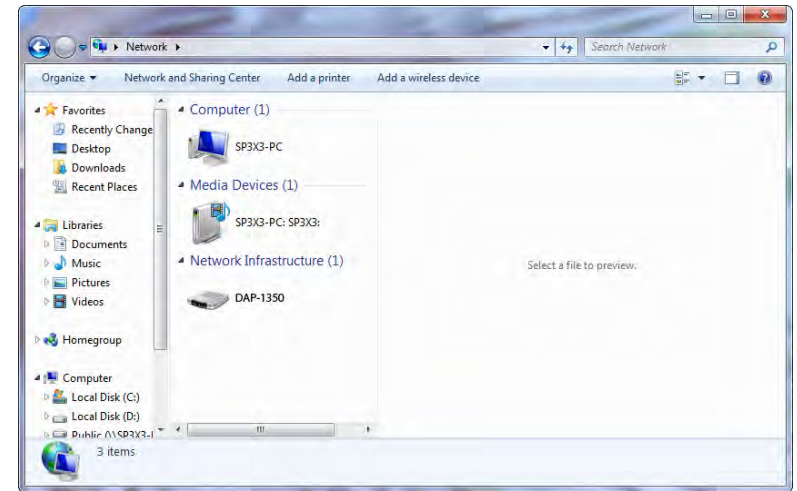 Network
Search Network
Organize Network and Sharing Center Add a printer Add a wireless device
Favorites
Recently Change
Desktop
Downloads
Recent Places
Libraries
Documents
Music
Pictures
Videos
Homegroup
Computer
Local Disk (C:)
Local Disk (D:)
Public (\\SP3X3-
Computer (1)
SP3X3-PC
Media Devices (1)
SP3X3-PC: SP3X3:
Network Infrastructure (1)
DAP-1350
Select a file to preview.
3 items